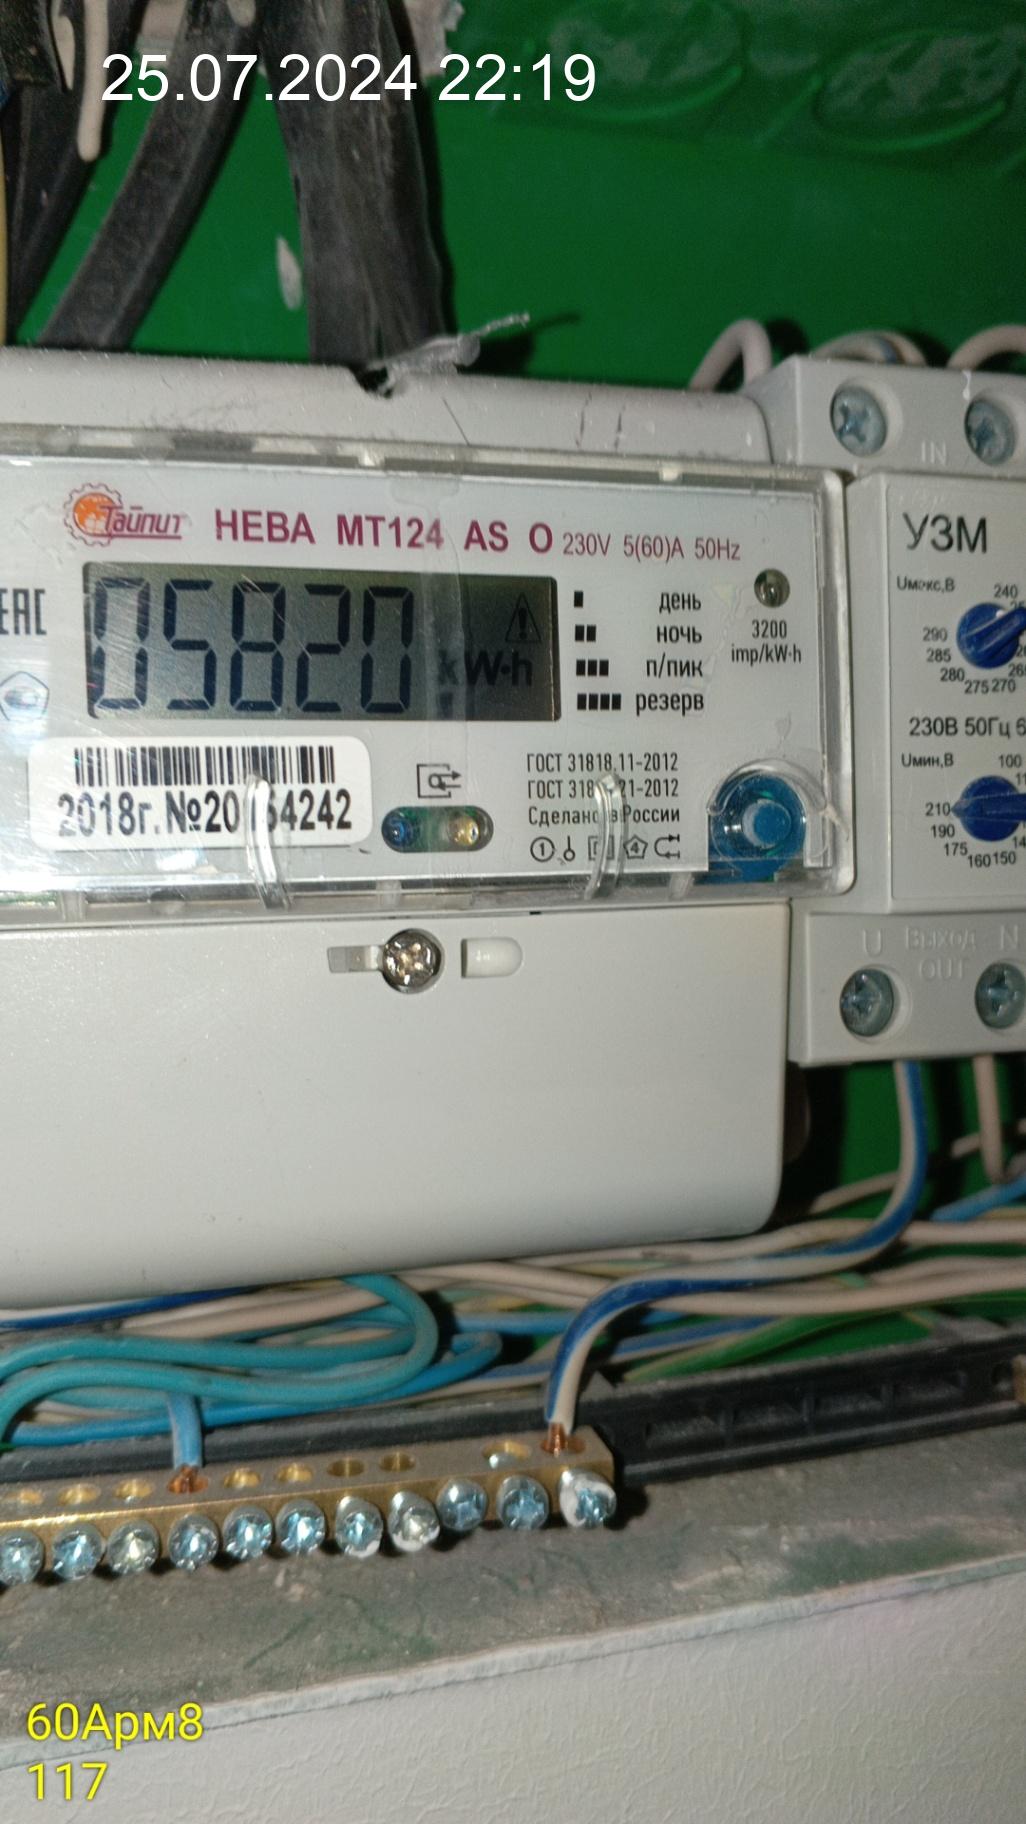 25.07.2024 22:19
IN
Тайпит НЕВА МТ124 AS O 230V 5(60)A 50Hz
УЗМ
EAC
05820
kW·h
день
ночь
п/пик
резерв
3200
imp/kW·h
Uмакс,В
240
290
285
280
275
270
230В 50Гц
Uмин,В
100
210
190
175
160
150
ГОСТ 31818.11-2012
Сделано в России
2018г.
U Выход N
OUT
60Арм8
117